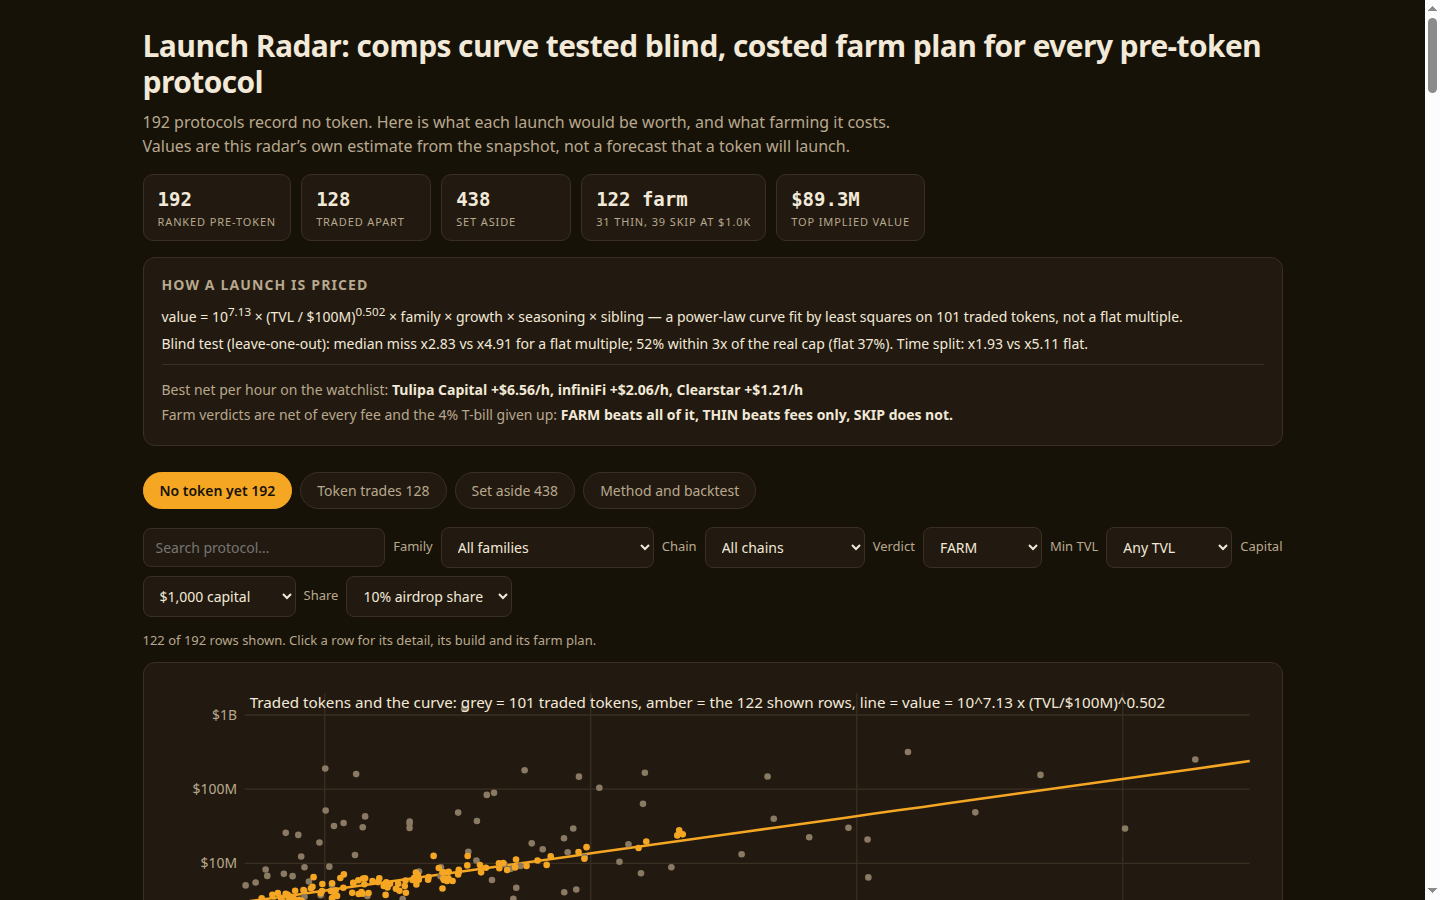 Launch Radar: comps curve tested blind, costed farm plan for every pre-token
protocol
192 protocols record no token. Here is what each launch would be worth, and what farming it costs.
Values are this radar’s own estimate from the snapshot, not a forecast that a token will launch.
192
RANKED PRE-TOKEN
128
TRADED APART
438
SET ASIDE
122 farm
31 THIN, 39 SKIP AT $1.0K
$89.3M
TOP IMPLIED VALUE
HOW A LAUNCH IS PRICED
value = 10^7.13 × (TVL / $100M)^0.502 × family × growth × seasoning × sibling — a power-law curve fit by least squares on 101 traded tokens, not a flat multiple.
Blind test (leave-one-out): median miss x2.83 vs x4.91 for a flat multiple; 52% within 3x of the real cap (flat 37%). Time split: x1.93 vs x5.11 flat.
Best net per hour on the watchlist: Tulipa Capital +$6.56/h, infiniFi +$2.06/h, Clearstar +$1.21/h
Farm verdicts are net of every fee and the 4% T-bill given up: FARM beats all of it, THIN beats fees only, SKIP does not.
No token yet 192
Token trades 128
Set aside 438
Method and backtest
Search protocol...
Family
All families
Chain
All chains
Verdict
FARM
Min TVL
Any TVL
Capital
$1,000 capital
Share
10% airdrop share
122 of 192 rows shown. Click a row for its detail, its build and its farm plan.
Traded tokens and the curve: grey = 101 traded tokens, amber = the 122 shown rows, line = value = 10^7.13 x (TVL/$100M)^0.502
$1B
$100M
$10M